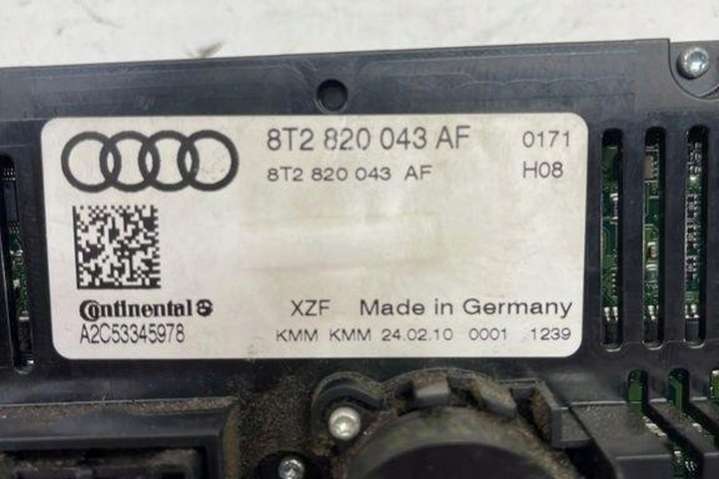 8T2 820 043 AF 0171
8T2 820 043 AF H08
Continental
A2C53345978
XZF Made in Germany
KMM KMM 24.02.10 0001 1239